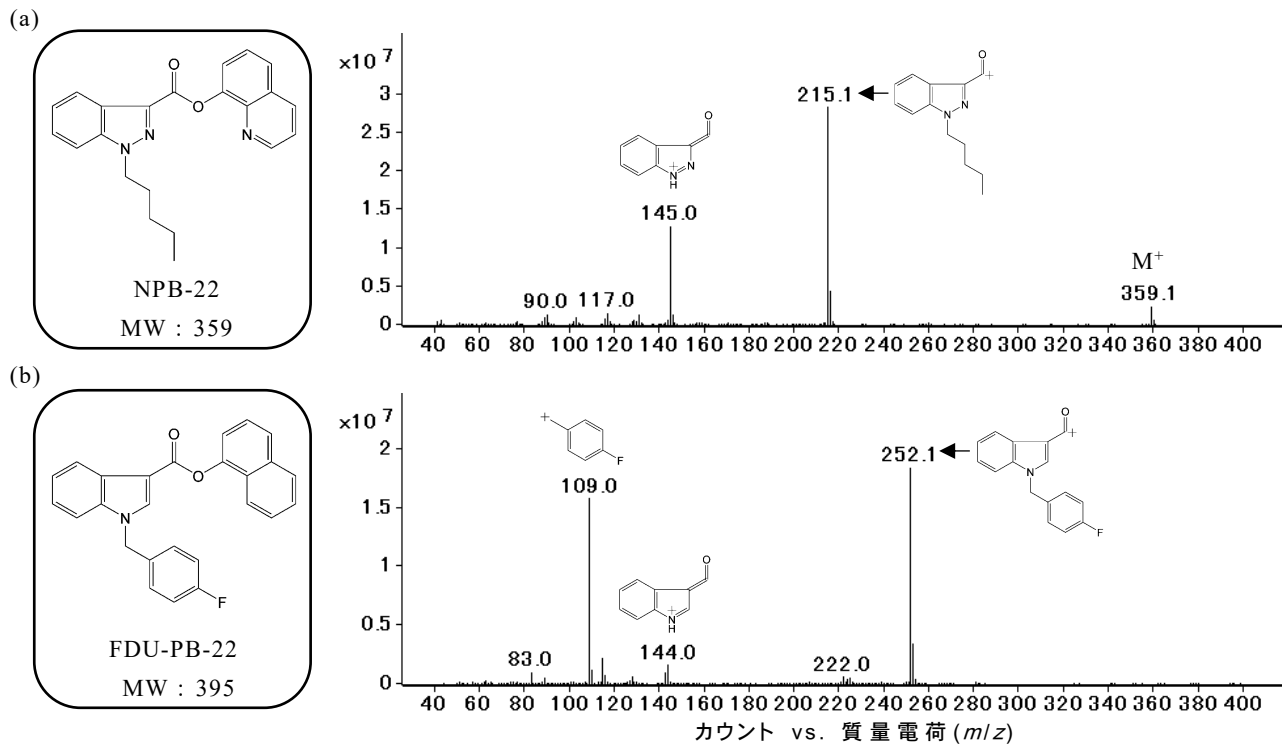 (a)
O
O
N
N
N
NPB-22
MW : 359
×10⁷
3
2.5
2
1.5
1
0.5
0
O
N
N
H
+
145.0
90.0
117.0
215.1
O
+
N
N
M⁺
359.1
40 60 80 100 120 140 160 180 200 220 240 260 280 300 320 340 360 380 400
(b)
O
O
N
F
FDU-PB-22
MW : 395
×10⁷
2
1.5
1
0.5
0
+
F
109.0
O
+
N
H
83.0
144.0
222.0
252.1
O
+
N
F
40 60 80 100 120 140 160 180 200 220 240 260 280 300 320 340 360 380 400
カウント vs. 質量電荷(m/z)